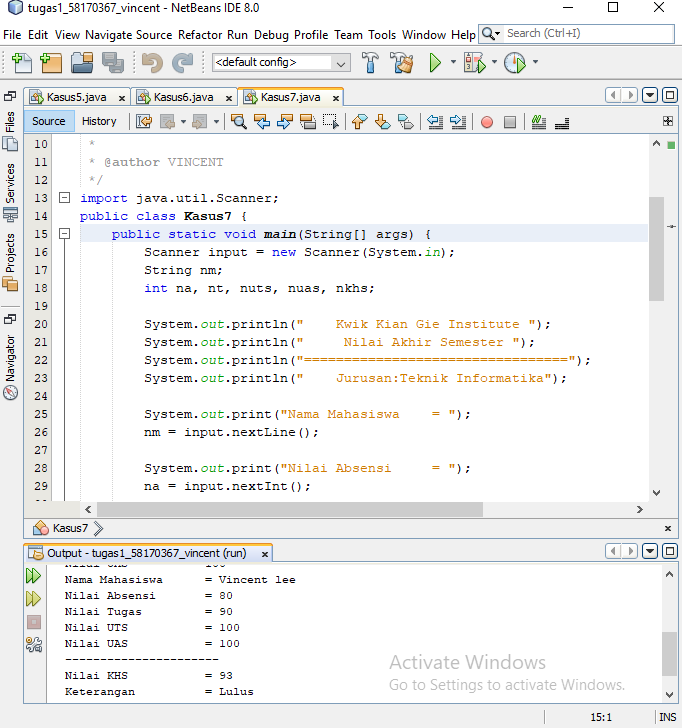 tugas1_58170367_vincent - NetBeans IDE 8.0
File Edit View Navigate Source Refactor Run Debug Profile Team Tools Window Help Search (Ctrl+I)
<default config>
Kasus5.java x Kasus6.java x Kasus7.java x
Source History
Files
Services
Projects
Navigator
10 *
11 * @author VINCENT
12 */
13 import java.util.Scanner;
14 public class Kasus7 {
15 public static void main(String[] args) {
16 Scanner input = new Scanner(System.in);
17 String nm;
18 int na, nt, nuts, nuas, nkhs;
19
20 System.out.println("    Kwik Kian Gie Institute ");
21 System.out.println("     Nilai Akhir Semester ");
22 System.out.println("=================================");
23 System.out.println("    Jurusan:Teknik Informatika");
24
25 System.out.print("Nama Mahasiswa    = ");
26 nm = input.nextLine();
27
28 System.out.print("Nilai Absensi     = ");
29 na = input.nextInt();
Kasus7
Output - tugas1_58170367_vincent (run) x
Nama Mahasiswa = Vincent lee
Nilai Absensi = 80
Nilai Tugas = 90
Nilai UTS = 100
Nilai UAS = 100
----------------------
Nilai KHS = 93
Keterangan = Lulus
Activate Windows
Go to Settings to activate Windows.
15:1 INS